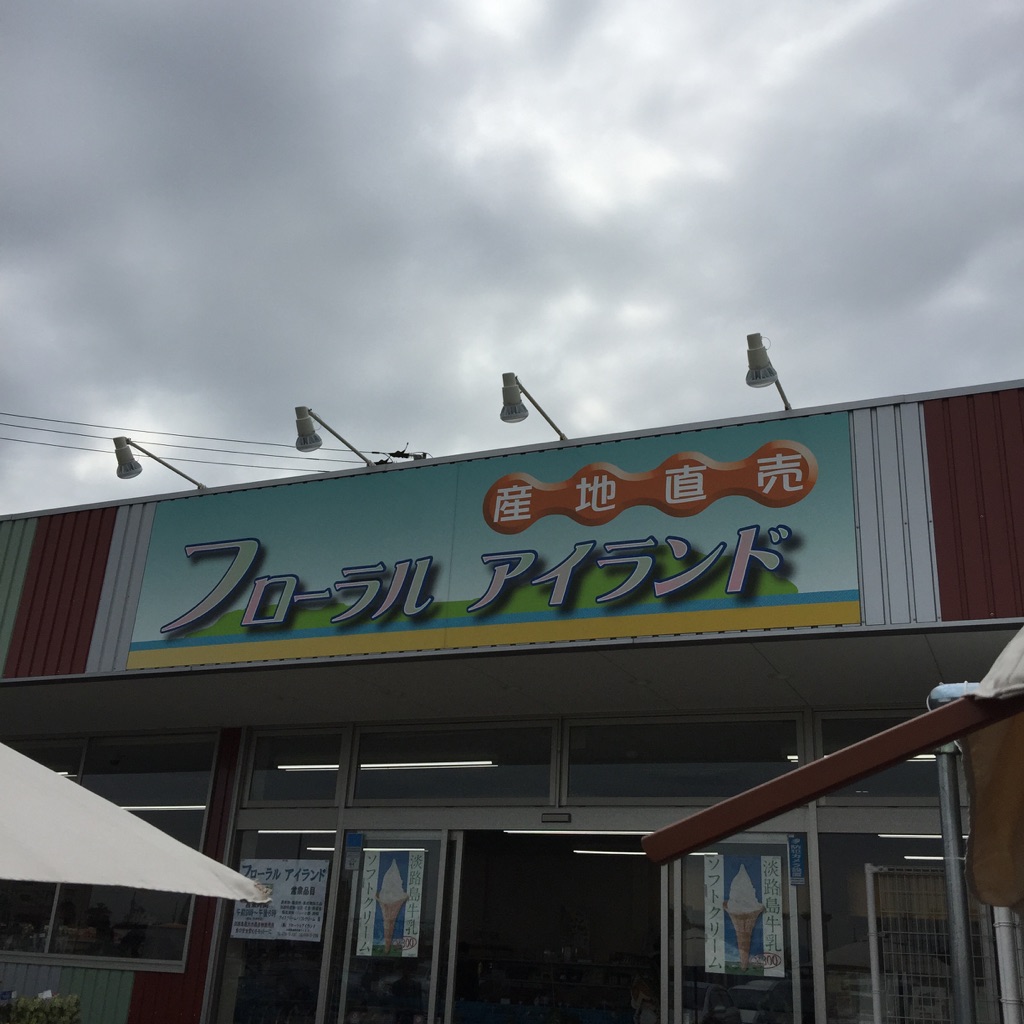 産地直売
フローラル アイランド
フローラル アイランド
淡路島牛乳
ソフトクリーム
淡路島牛乳
ソフトクリーム